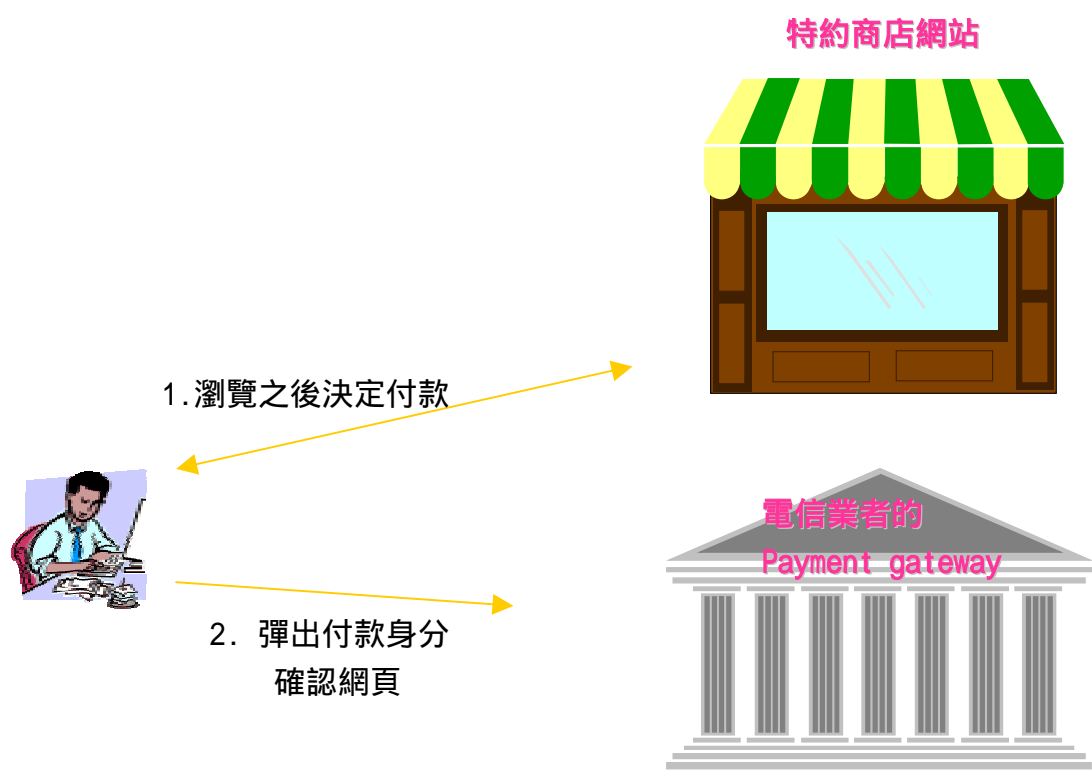 特約商店網站
1.瀏覽之後決定付款
電信業者的
Payment gateway
2. 彈出付款身分
確認網頁